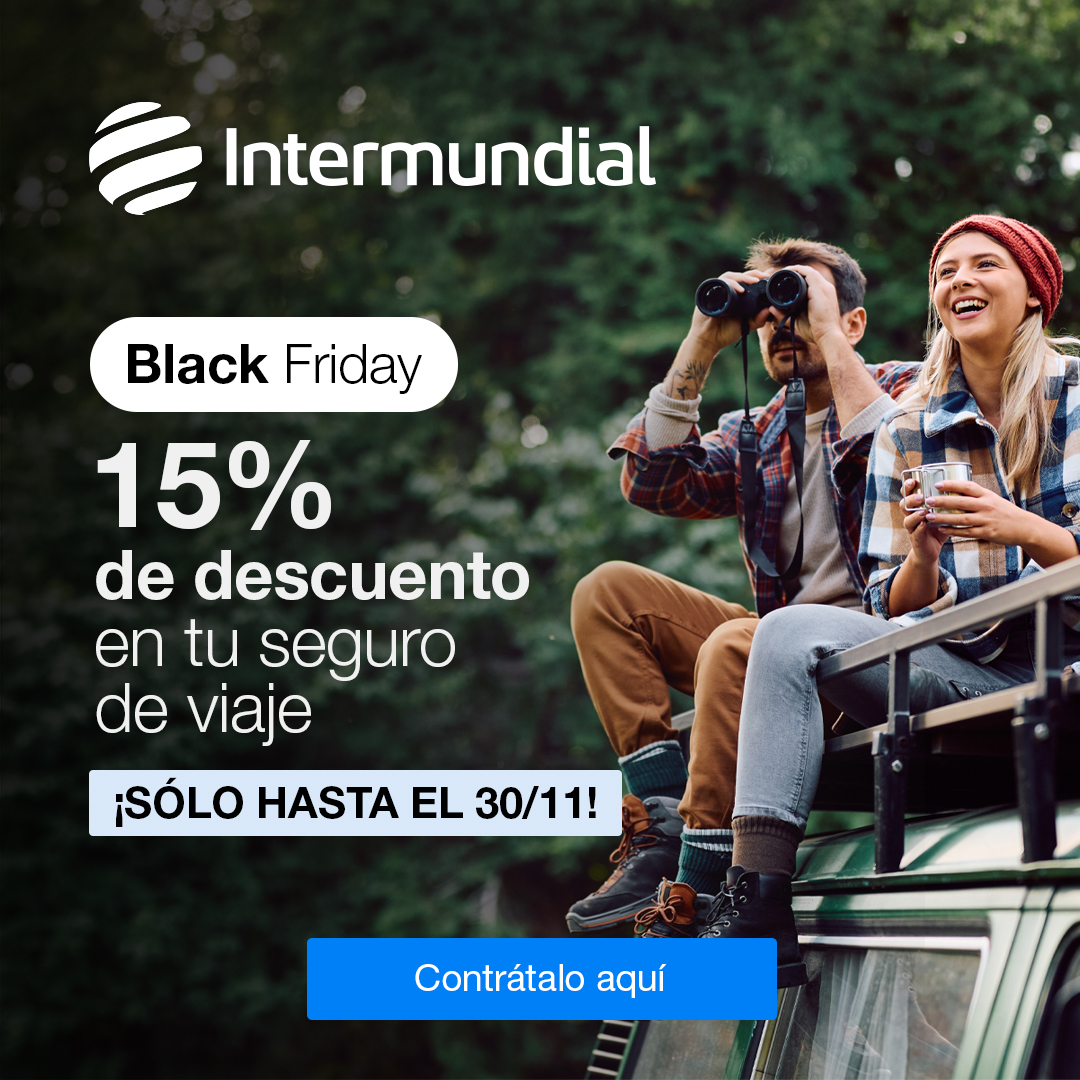 Intermundial
Black Friday
15%
de descuento
en tu seguro
de viaje
¡SÓLO HASTA EL 30/11!
Contrátalo aquí